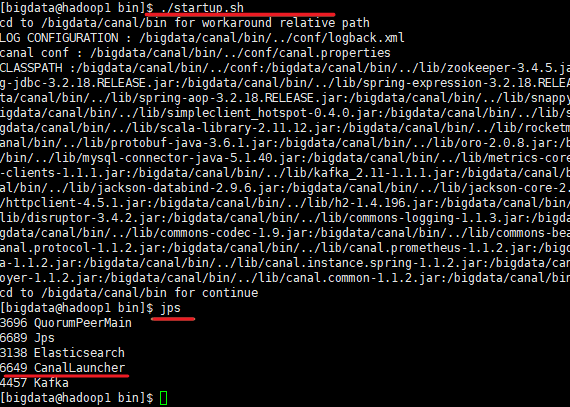 [bigdata@hadoop1 bin]$ ./startup.sh
cd to /bigdata/canal/bin for workaround relative path
LOG CONFIGURATION : /bigdata/canal/bin/../conf/logback.xml
canal conf : /bigdata/canal/bin/../conf/canal.properties
CLASSPATH :/bigdata/canal/bin/../conf:/bigdata/canal/bin/../lib/zookeeper-3.4.5.ja
g-jdbc-3.2.18.RELEASE.jar:/bigdata/canal/bin/../lib/spring-expression-3.2.18.RELEA
ar:/bigdata/canal/bin/../lib/spring-aop-3.2.18.RELEASE.jar:/bigdata/canal/bin/../lib/snappy
igdata/canal/bin/../lib/simpleclient_hotspot-0.4.0.jar:/bigdata/canal/bin/../lib/s
gdata/canal/bin/../lib/scala-library-2.11.12.jar:/bigdata/canal/bin/../lib/rocketm
anal/bin/../lib/protobuf-java-3.6.1.jar:/bigdata/canal/bin/../lib/oro-2.0.8.jar:/b
n/../lib/mysql-connector-java-5.1.40.jar:/bigdata/canal/bin/../lib/metrics-core
-clients-1.1.1.jar:/bigdata/canal/bin/../lib/kafka_2.11-1.1.1.jar:/bigdata/canal/b
al/bin/../lib/jackson-databind-2.9.6.jar:/bigdata/canal/bin/../lib/jackson-core-2.
/httpclient-4.5.1.jar:/bigdata/canal/bin/../lib/h2-1.4.196.jar:/bigdata/canal/bin/
lib/disruptor-3.4.2.jar:/bigdata/canal/bin/../lib/commons-logging-1.1.3.jar:/bigda
gdata/canal/bin/../lib/commons-codec-1.9.jar:/bigdata/canal/bin/../lib/commons-bea
anal.protocol-1.1.2.jar:/bigdata/canal/bin/../lib/canal.prometheus-1.1.2.jar:/bigda
-1.1.2.jar:/bigdata/canal/bin/../lib/canal.instance.spring-1.1.2.jar:/bigdata/cana
oyer-1.1.2.jar:/bigdata/canal/bin/../lib/canal.common-1.1.2.jar:/bigdata/canal/bin
cd to /bigdata/canal/bin for continue
[bigdata@hadoop1 bin]$ jps
3696 QuorumPeerMain
6689 Jps
3138 Elasticsearch
6649 CanalLauncher
4457 Kafka
[bigdata@hadoop1 bin]$